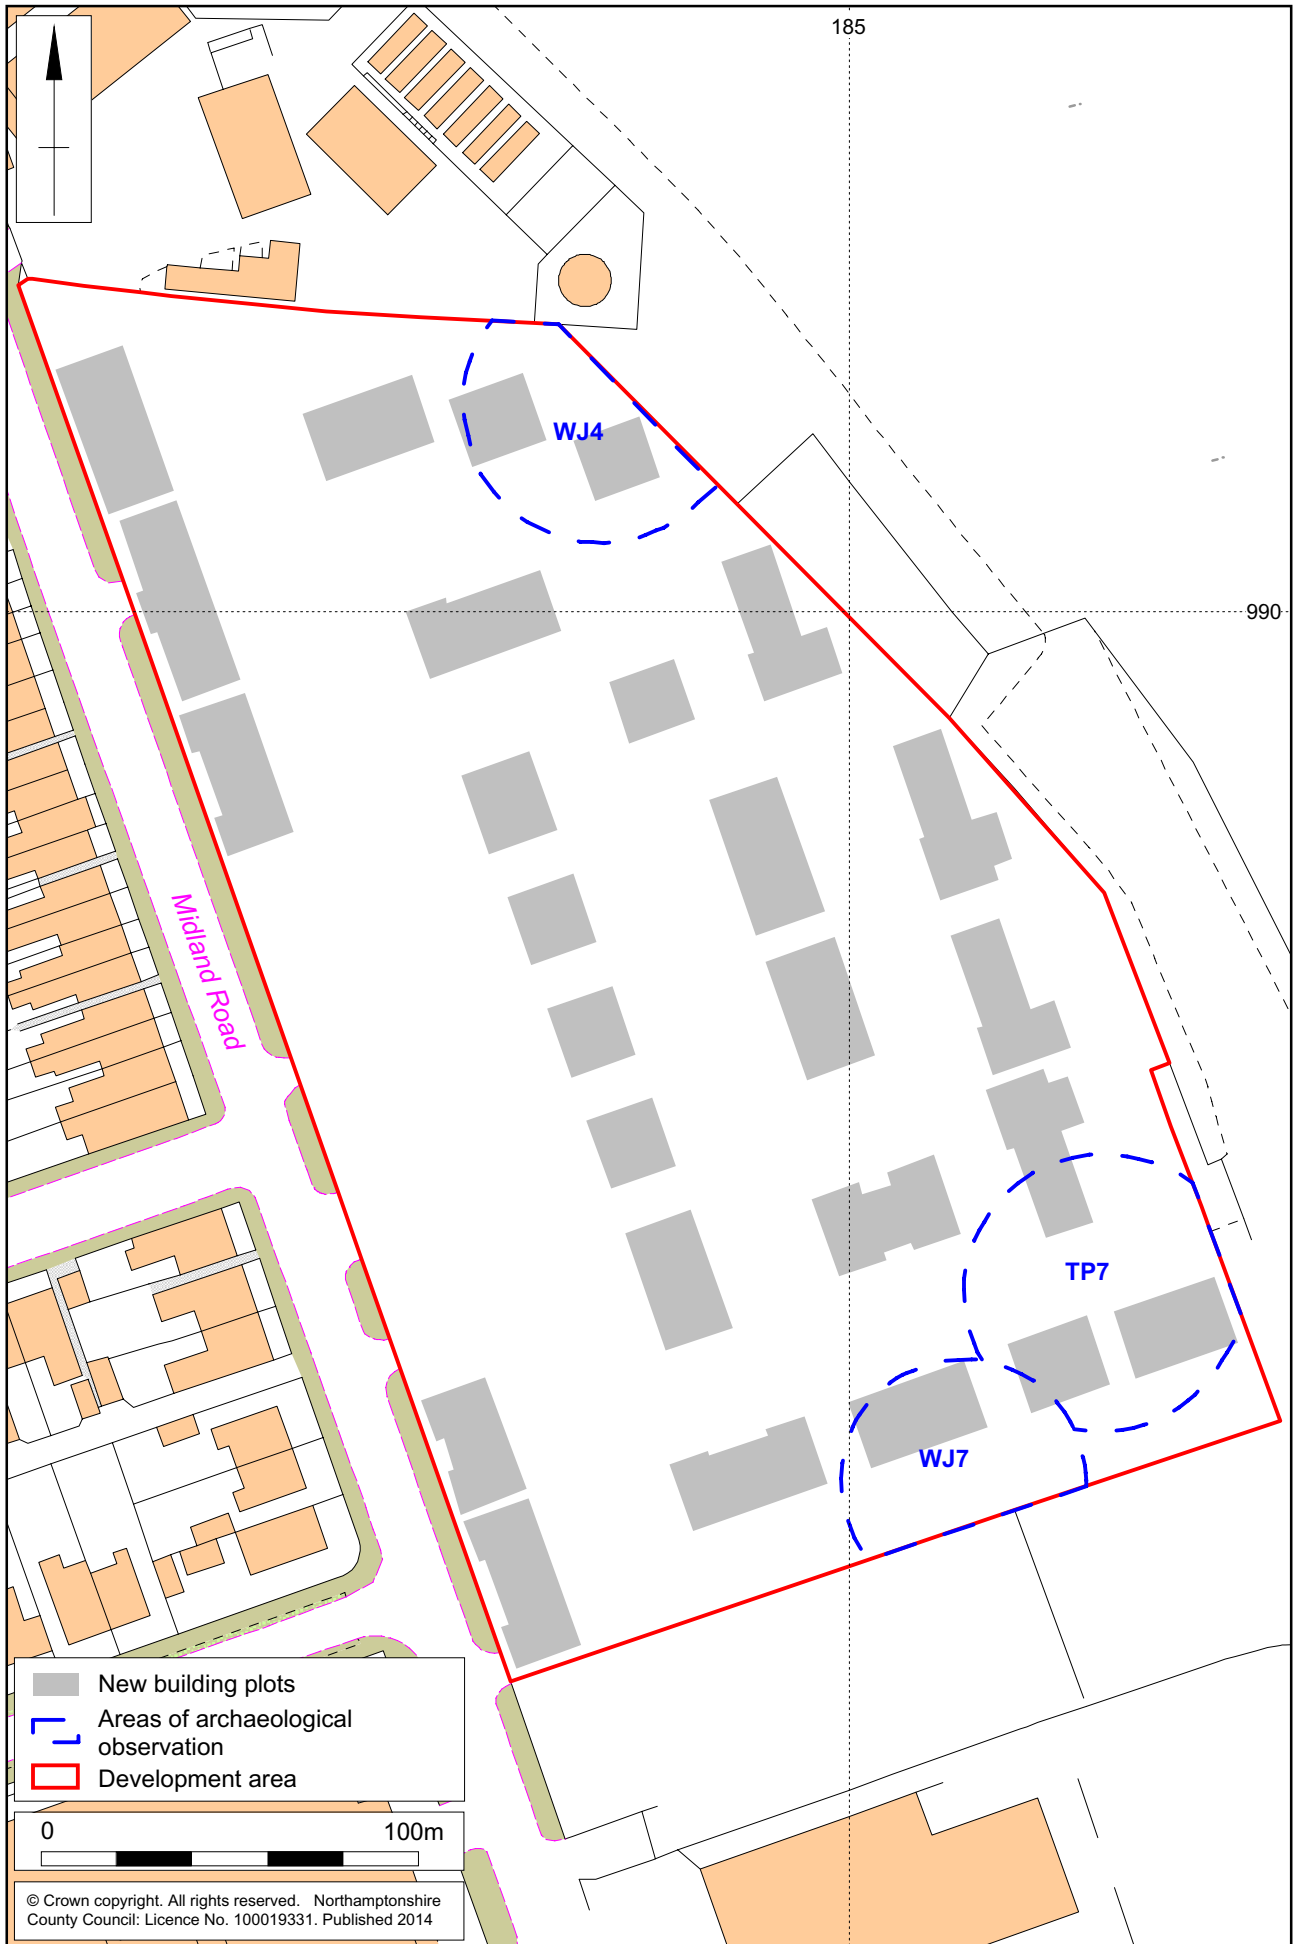 185
WJ4
990
Midland Road
TP7
WJ7
New building plots
Areas of archaeological
observation
Development area
0 100m
© Crown copyright. All rights reserved. Northamptonshire
County Council: Licence No. 100019331. Published 2014